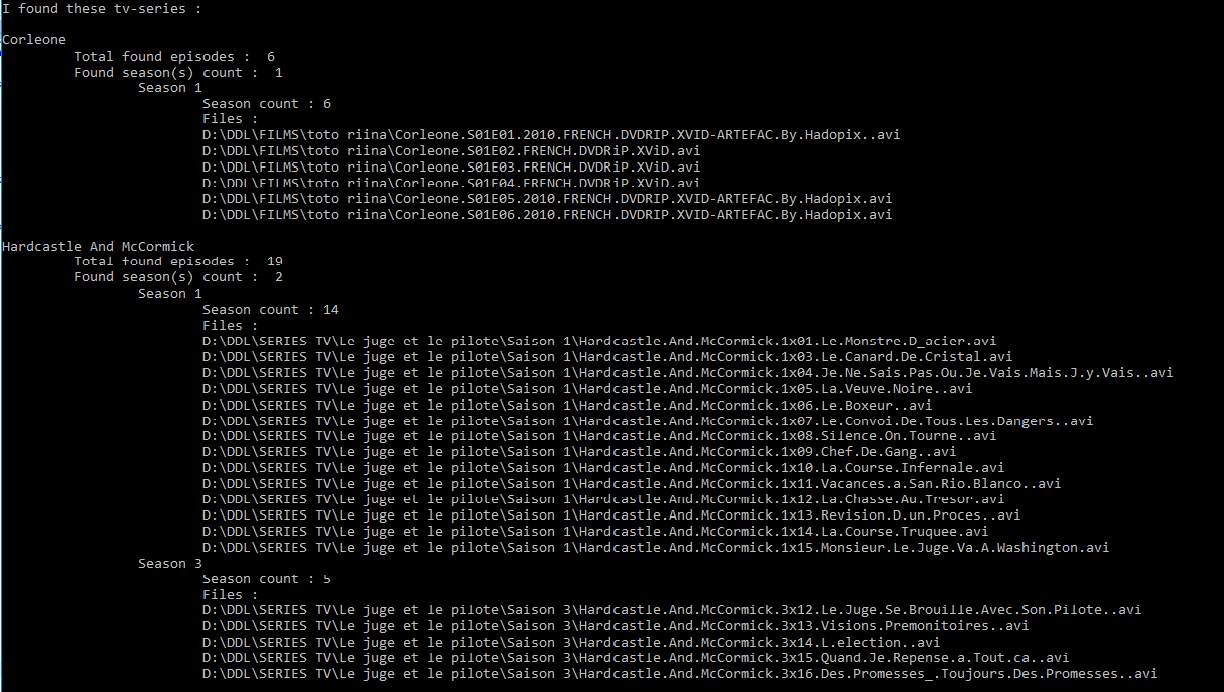 I found these tv-series :
Corleone
Total found episodes :  6
Found season(s) count :  1
Season 1
Season count : 6
Files :
D:\DDL\FILMS\toto riina\Corleone.S01E01.2010.FRENCH.DVDRIP.XVID-ARTEFAC.By.Hadopix..avi
D:\DDL\FILMS\toto riina\Corleone.S01E02.FRENCH.DVDRiP.XViD.avi
D:\DDL\FILMS\toto riina\Corleone.S01E03.FRENCH.DVDRiP.XViD.avi
D:\DDL\FILMS\toto riina\Corleone.S01E04.FRENCH.DVDRiP.XViD.avi
D:\DDL\FILMS\toto riina\Corleone.S01E05.2010.FRENCH.DVDRIP.XVID-ARTEFAC.By.Hadopix.avi
D:\DDL\FILMS\toto riina\Corleone.S01E06.2010.FRENCH.DVDRIP.XVID-ARTEFAC.By.Hadopix.avi
Hardcastle And McCormick
Total found episodes :  19
Found season(s) count :  2
Season 1
Season count : 14
Files :
D:\DDL\SERIES TV\Le juge et le pilote\Saison 1\Hardcastle.And.McCormick.1x01.Le.Monstre.D_acier.avi
D:\DDL\SERIES TV\Le juge et le pilote\Saison 1\Hardcastle.And.McCormick.1x03.Le.Canard.De.Cristal.avi
D:\DDL\SERIES TV\Le juge et le pilote\Saison 1\Hardcastle.And.McCormick.1x04.Je.Ne.Sais.Pas.Ou.Je.Vais.Mais.J.y.Vais..avi
D:\DDL\SERIES TV\Le juge et le pilote\Saison 1\Hardcastle.And.McCormick.1x05.La.Veuve.Noire..avi
D:\DDL\SERIES TV\Le juge et le pilote\Saison 1\Hardcastle.And.McCormick.1x06.Le.Boxeur..avi
D:\DDL\SERIES TV\Le juge et le pilote\Saison 1\Hardcastle.And.McCormick.1x07.Le.Convoi.De.Tous.Les.Dangers..avi
D:\DDL\SERIES TV\Le juge et le pilote\Saison 1\Hardcastle.And.McCormick.1x08.Silence.On.Tourne..avi
D:\DDL\SERIES TV\Le juge et le pilote\Saison 1\Hardcastle.And.McCormick.1x09.Chef.De.Gang..avi
D:\DDL\SERIES TV\Le juge et le pilote\Saison 1\Hardcastle.And.McCormick.1x10.La.Course.Infernale.avi
D:\DDL\SERIES TV\Le juge et le pilote\Saison 1\Hardcastle.And.McCormick.1x11.Vacances.a.San.Rio.Blanco..avi
D:\DDL\SERIES TV\Le juge et le pilote\Saison 1\Hardcastle.And.McCormick.1x12.La.Chasse.Au.Tresor.avi
D:\DDL\SERIES TV\Le juge et le pilote\Saison 1\Hardcastle.And.McCormick.1x13.Revision.D.un.Proces..avi
D:\DDL\SERIES TV\Le juge et le pilote\Saison 1\Hardcastle.And.McCormick.1x14.La.Course.Truquee.avi
D:\DDL\SERIES TV\Le juge et le pilote\Saison 1\Hardcastle.And.McCormick.1x15.Monsieur.Le.Juge.Va.A.Washington.avi
Season 3
Season count : 5
Files :
D:\DDL\SERIES TV\Le juge et le pilote\Saison 3\Hardcastle.And.McCormick.3x12.Le.Juge.Se.Brouille.Avec.Son.Pilote..avi
D:\DDL\SERIES TV\Le juge et le pilote\Saison 3\Hardcastle.And.McCormick.3x13.Visions.Premonitoires..avi
D:\DDL\SERIES TV\Le juge et le pilote\Saison 3\Hardcastle.And.McCormick.3x14.L.election..avi
D:\DDL\SERIES TV\Le juge et le pilote\Saison 3\Hardcastle.And.McCormick.3x15.Quand.Je.Repense.a.Tout.ca..avi
D:\DDL\SERIES TV\Le juge et le pilote\Saison 3\Hardcastle.And.McCormick.3x16.Des.Promesses_.Toujours.Des.Promesses..avi